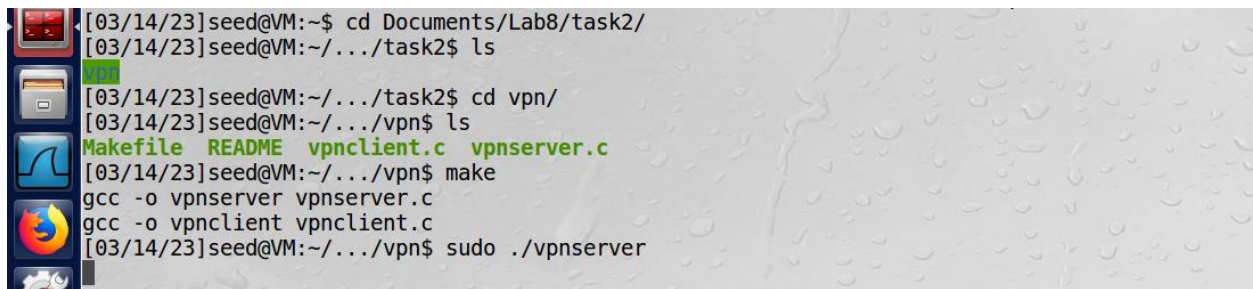 [03/14/23]seed@VM:~$ cd Documents/Lab8/task2/
[03/14/23]seed@VM:~/.../task2$ ls
vpn
[03/14/23]seed@VM:~/.../task2$ cd vpn/
[03/14/23]seed@VM:~/.../vpn$ ls
Makefile  README  vpnclient.c  vpnserver.c
[03/14/23]seed@VM:~/.../vpn$ make
gcc -o vpnserver vpnserver.c
gcc -o vpnclient vpnclient.c
[03/14/23]seed@VM:~/.../vpn$ sudo ./vpnserver